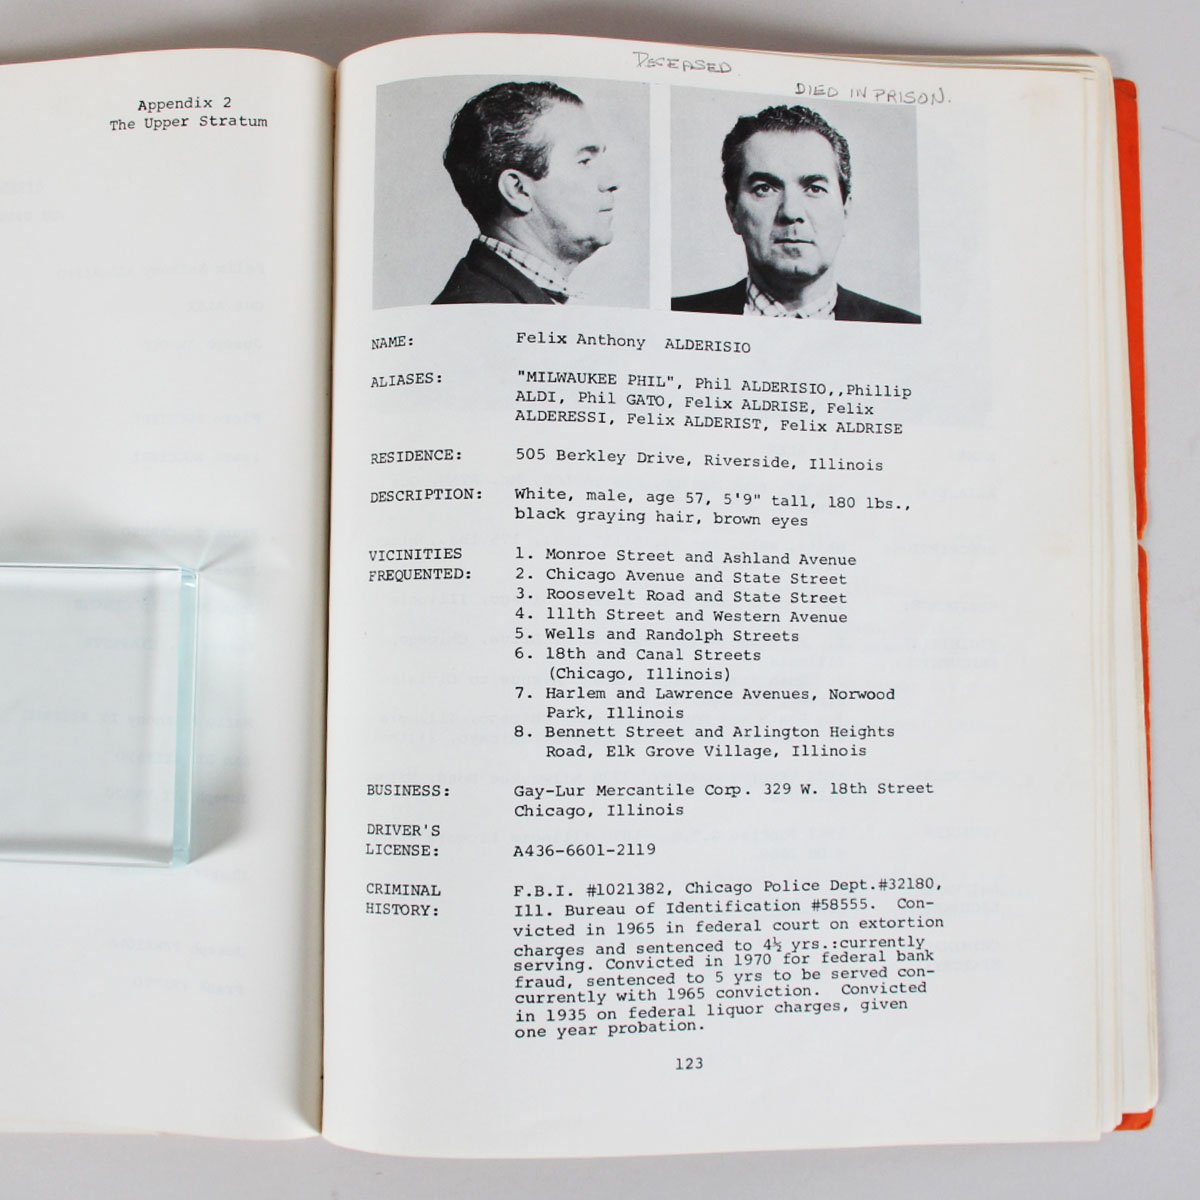 Appendix 2
The Upper Stratum
DECEASED.
DIED IN PRISON.
NAME: Felix Anthony ALDERISIO
ALIASES: "MILWAUKEE PHIL", Phil ALDERISIO,,Phillip
ALDI, Phil GATO, Felix ALDRISE, Felix
ALDERESSI, Felix ALDERIST, Felix ALDRISE
RESIDENCE: 505 Berkley Drive, Riverside, Illinois
DESCRIPTION: White, male, age 57, 5'9" tall, 180 lbs.,
black graying hair, brown eyes
VICINITIES 1. Monroe Street and Ashland Avenue
FREQUENTED: 2. Chicago Avenue and State Street
3. Roosevelt Road and State Street
4. 111th Street and Western Avenue
5. Wells and Randolph Streets
6. 18th and Canal Streets
(Chicago, Illinois)
7. Harlem and Lawrence Avenues, Norwood
Park, Illinois
8. Bennett Street and Arlington Heights
Road, Elk Grove Village, Illinois
BUSINESS: Gay-Lur Mercantile Corp. 329 W. 18th Street
Chicago, Illinois
DRIVER'S
LICENSE: A436-6601-2119
CRIMINAL F.B.I. #1021382, Chicago Police Dept.#32180,
HISTORY: Ill. Bureau of Identification #58555. Con-
victed in 1965 in federal court on extortion
charges and sentenced to 4½ yrs.:currently
serving. Convicted in 1970 for federal bank
fraud, sentenced to 5 yrs to be served con-
currently with 1965 conviction. Convicted
in 1935 on federal liquor charges, given
one year probation.
123